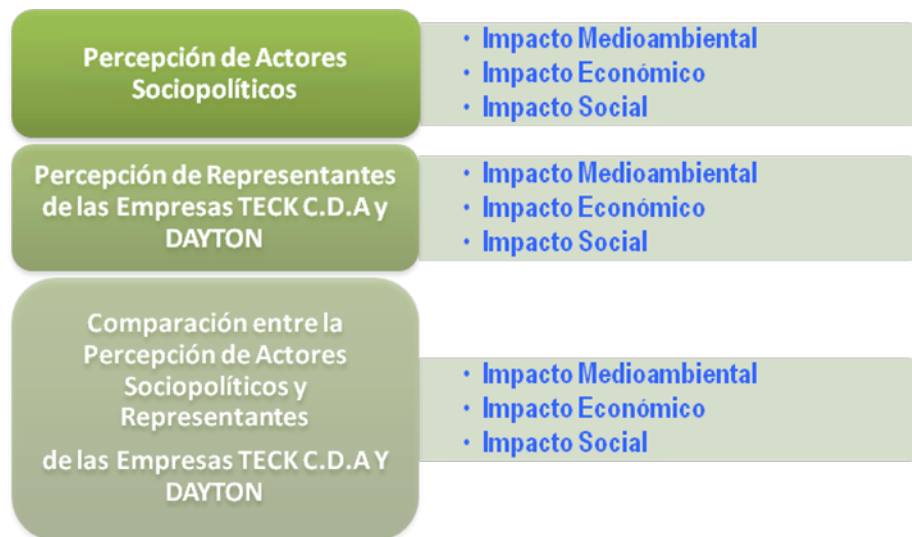 Percepción de Actores
Sociopolíticos
• Impacto Medioambiental
• Impacto Económico
• Impacto Social
Percepción de Representantes
de las Empresas TECK C.D.A y
DAYTON
• Impacto Medioambiental
• Impacto Económico
• Impacto Social
Comparación entre la
Percepción de Actores
Sociopolíticos y
Representantes
de las Empresas TECK C.D.A Y
DAYTON
• Impacto Medioambiental
• Impacto Económico
• Impacto Social